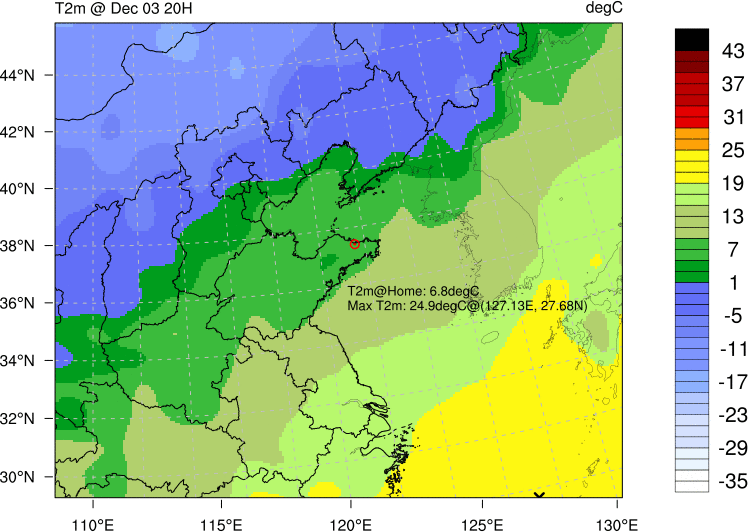 T2m @ Dec 03 20H
degC
44°N
42°N
40°N
38°N
36°N
34°N
32°N
30°N
T2m@Home: 6.8degC
Max T2m: 24.9degC@(127.13E, 27.68N)
110°E
115°E
120°E
125°E
130°E
43
37
31
25
19
13
7
1
-5
-11
-17
-23
-29
-35